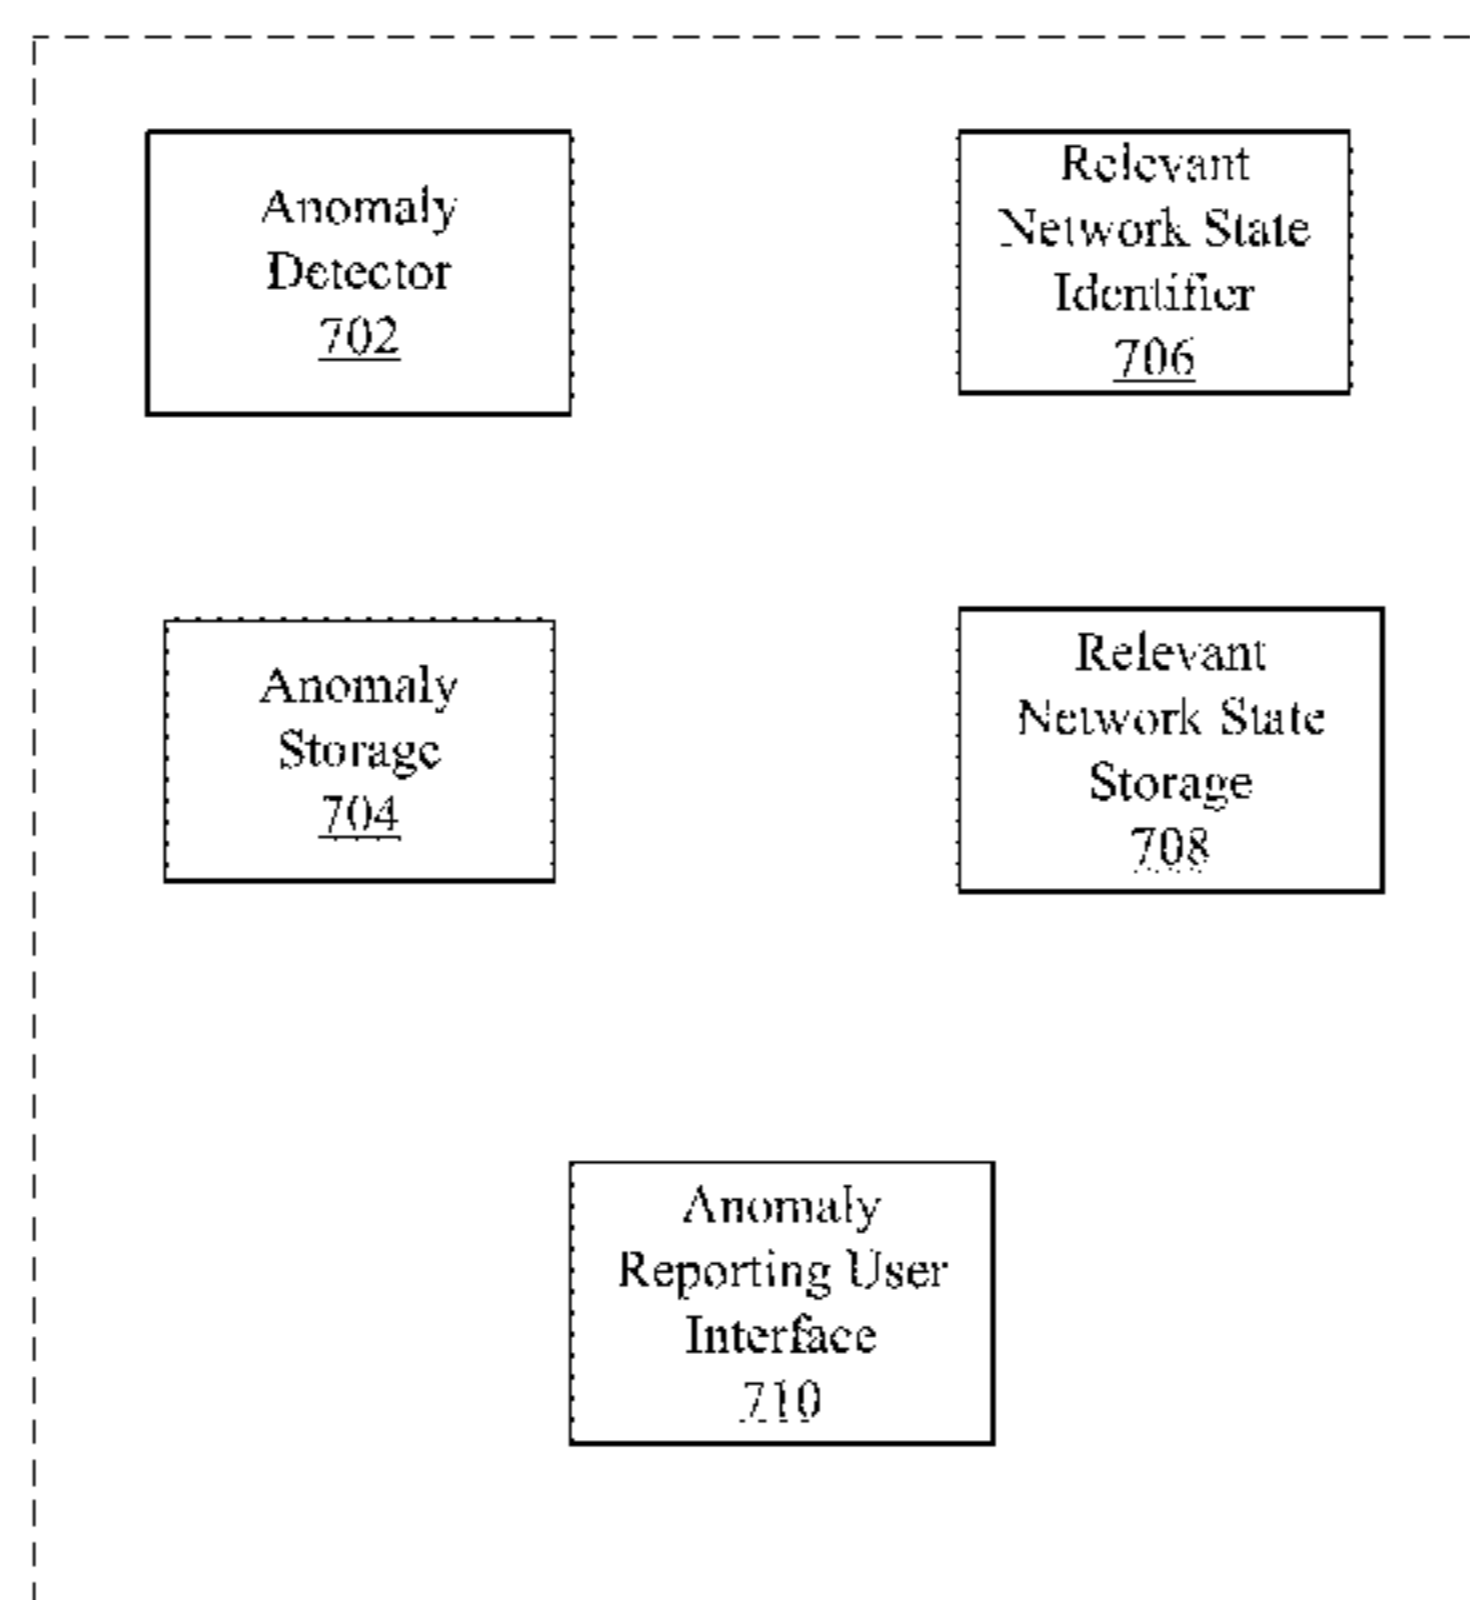 Anomaly
Detector
702
Relevant
Network State
Identifier
706
Anomaly
Storage
704
Relevant
Network State
Storage
708
Anomaly
Reporting User
Interface
710